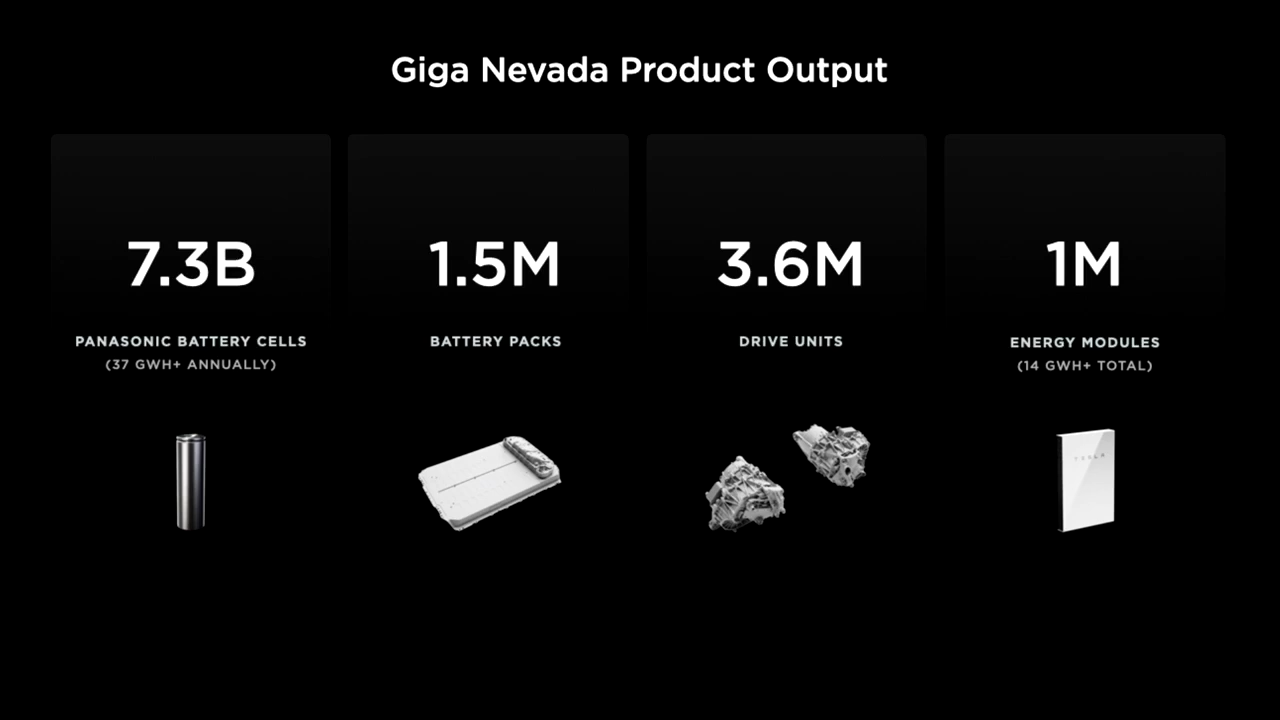 Giga Nevada Product Output
7.3B
PANASONIC BATTERY CELLS
(37 GWH+ ANNUALLY)
1.5M
BATTERY PACKS
3.6M
DRIVE UNITS
1M
ENERGY MODULES
(14 GWH+ TOTAL)
TESLA